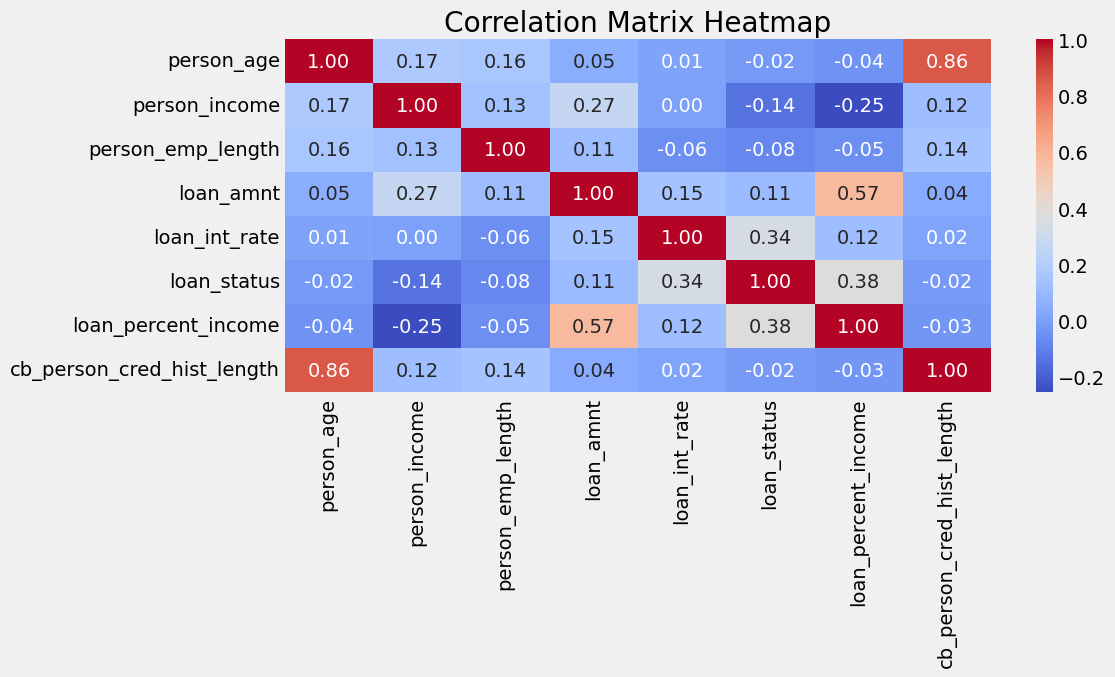 Correlation Matrix Heatmap
person_age 1.00 0.17 0.16 0.05 0.01 -0.02 -0.04 0.86
person_income 0.17 1.00 0.13 0.27 0.00 -0.14 -0.25 0.12
person_emp_length 0.16 0.13 1.00 0.11 -0.06 -0.08 -0.05 0.14
loan_amnt 0.05 0.27 0.11 1.00 0.15 0.11 0.57 0.04
loan_int_rate 0.01 0.00 -0.06 0.15 1.00 0.34 0.12 0.02
loan_status -0.02 -0.14 -0.08 0.11 0.34 1.00 0.38 -0.02
loan_percent_income -0.04 -0.25 -0.05 0.57 0.12 0.38 1.00 -0.03
cb_person_cred_hist_length 0.86 0.12 0.14 0.04 0.02 -0.02 -0.03 1.00
person_age
person_income
person_emp_length
loan_amnt
loan_int_rate
loan_status
loan_percent_income
cb_person_cred_hist_length
1.0
0.8
0.6
0.4
0.2
0.0
−0.2